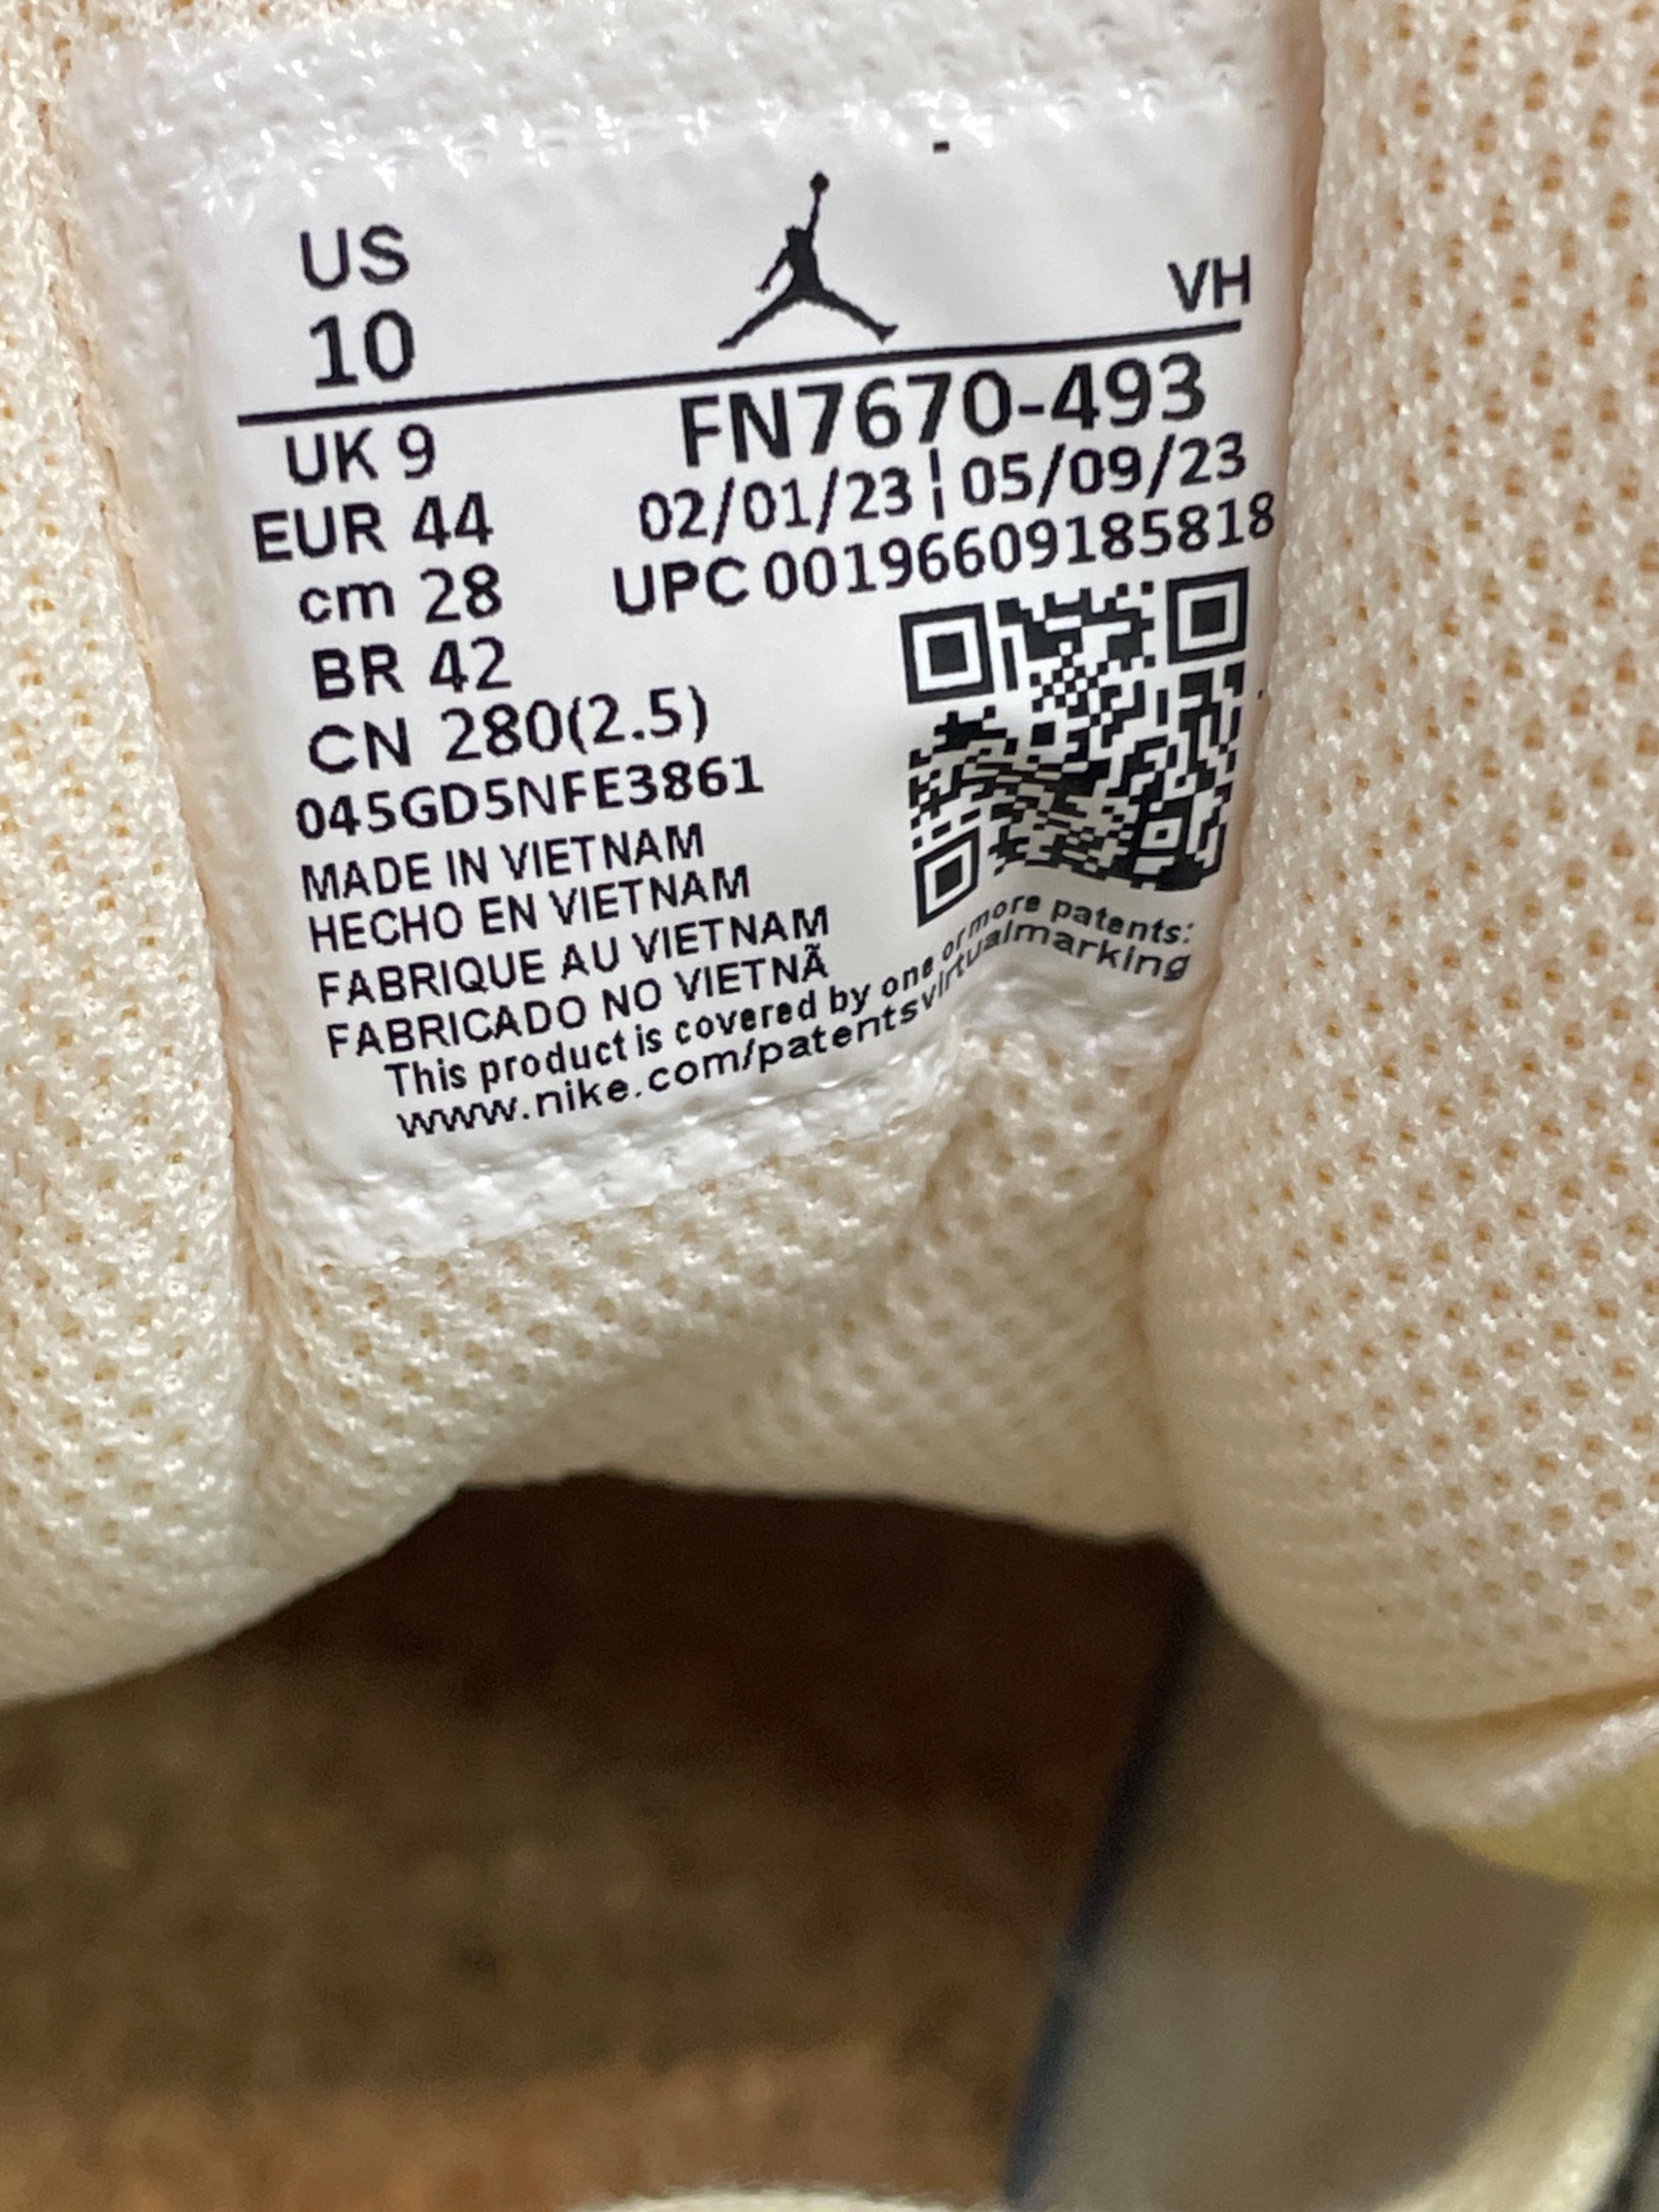 US
10
VH
UK 9
EUR 44
cm 28
BR 42
CN 280(2.5)
FN7670-493
02/01/23 ¦ 05/09/23
UPC 00196609185818
045GD5NFE3861
MADE IN VIETNAM
HECHO EN VIETNAM
FABRIQUE AU VIETNAM
FABRICADO NO VIETNÃ
This product is covered by one or more patents:
www.nike.com/patentsvirtualmarking